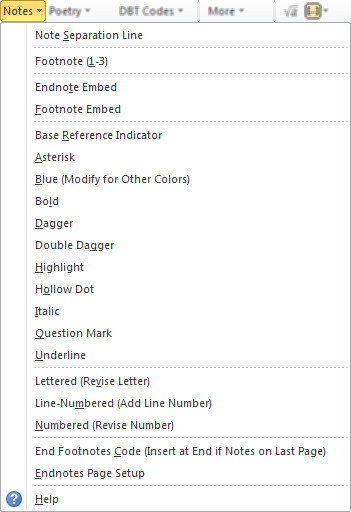 Notes Poetry DBT Codes More
Note Separation Line
Footnote (1-3)
Endnote Embed
Footnote Embed
Base Reference Indicator
Asterisk
Blue (Modify for Other Colors)
Bold
Dagger
Double Dagger
Highlight
Hollow Dot
Italic
Question Mark
Underline
Lettered (Revise Letter)
Line-Numbered (Add Line Number)
Numbered (Revise Number)
End Footnotes Code (Insert at End if Notes on Last Page)
Endnotes Page Setup
Help